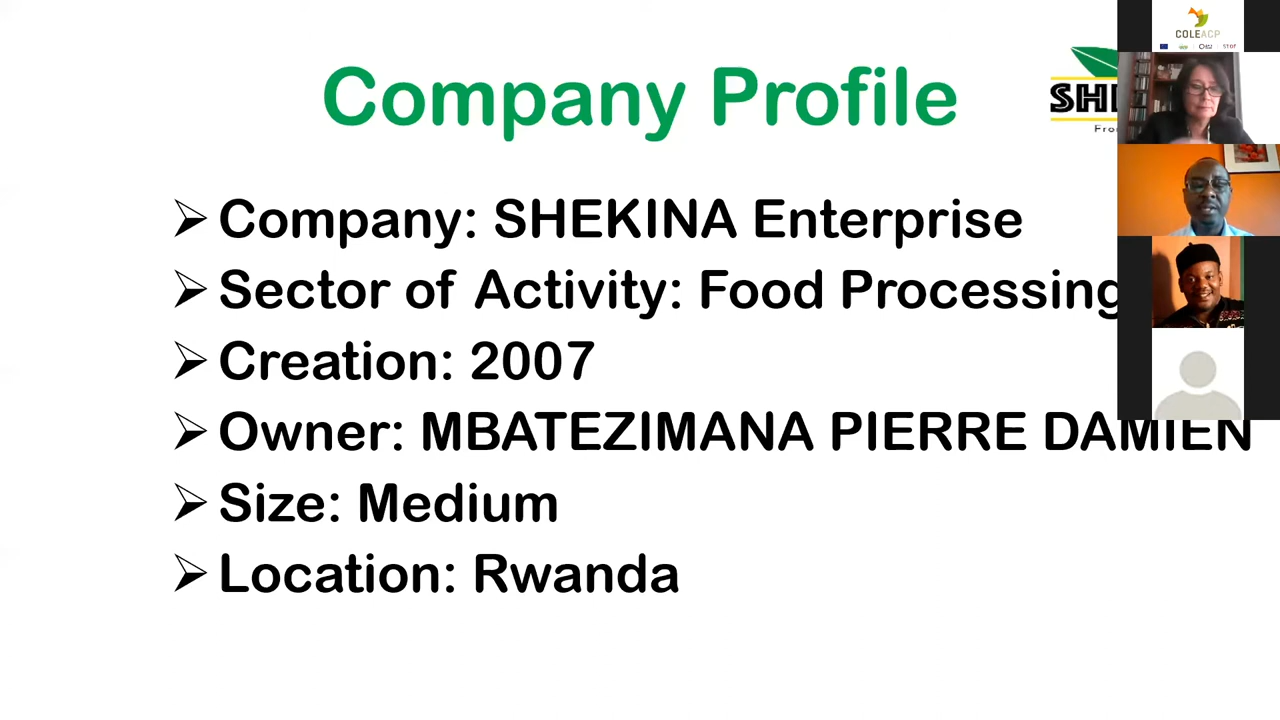 Company Profile
COLEACP
➢ Company: SHEKINA Enterprise
➢ Sector of Activity: Food Processing
➢ Creation: 2007
➢ Owner: MBATEZIMANA PIERRE DAMIEN
➢ Size: Medium
➢ Location: Rwanda